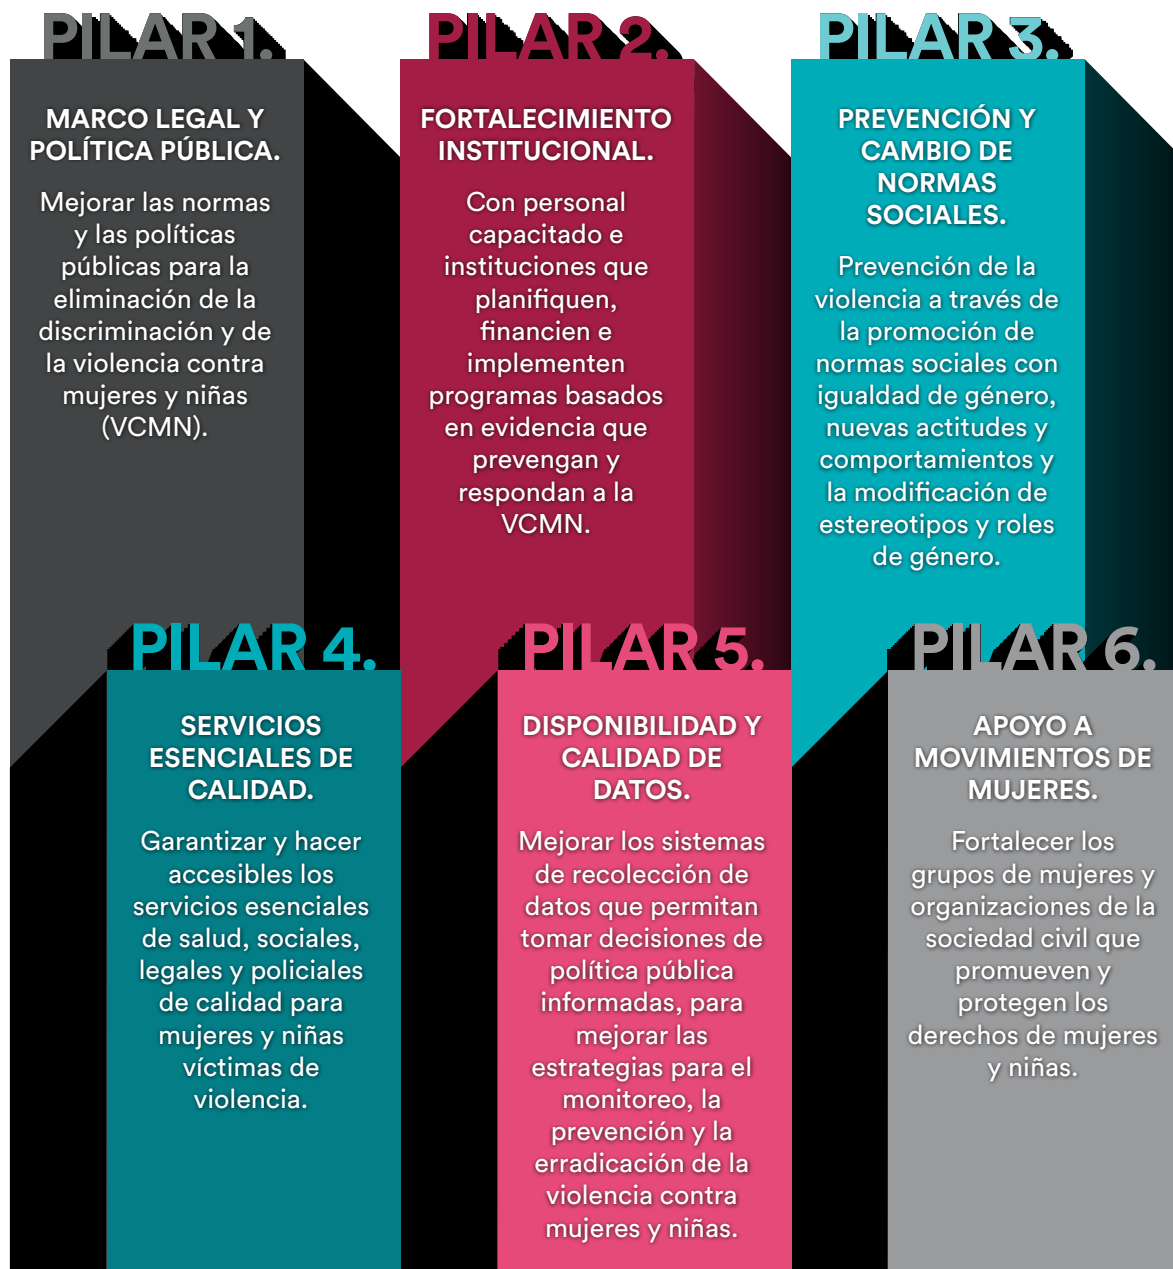 PILAR 1.
MARCO LEGAL Y
POLÍTICA PÚBLICA.
Mejorar las normas
y las políticas
públicas para la
eliminación de la
discriminación y de
la violencia contra
mujeres y niñas
(VCMN).
PILAR 2.
FORTALECIMIENTO
INSTITUCIONAL.
Con personal
capacitado e
instituciones que
planifiquen,
financien e
implementen
programas basados
en evidencia que
prevengan y
respondan a la
VCMN.
PILAR 3.
PREVENCIÓN Y
CAMBIO DE
NORMAS
SOCIALES.
Prevención de la
violencia a través de
la promoción de
normas sociales con
igualdad de género,
nuevas actitudes y
comportamientos y
la modificación de
estereotipos y roles
de género.
PILAR 4.
SERVICIOS
ESENCIALES DE
CALIDAD.
Garantizar y hacer
accesibles los
servicios esenciales
de salud, sociales,
legales y policiales
de calidad para
mujeres y niñas
víctimas de
violencia.
PILAR 5.
DISPONIBILIDAD Y
CALIDAD DE
DATOS.
Mejorar los sistemas
de recolección de
datos que permitan
tomar decisiones de
política pública
informadas, para
mejorar las
estrategias para el
monitoreo, la
prevención y la
erradicación de la
violencia contra
mujeres y niñas.
PILAR 6.
APOYO A
MOVIMIENTOS DE
MUJERES.
Fortalecer los
grupos de mujeres y
organizaciones de la
sociedad civil que
promueven y
protegen los
derechos de mujeres
y niñas.